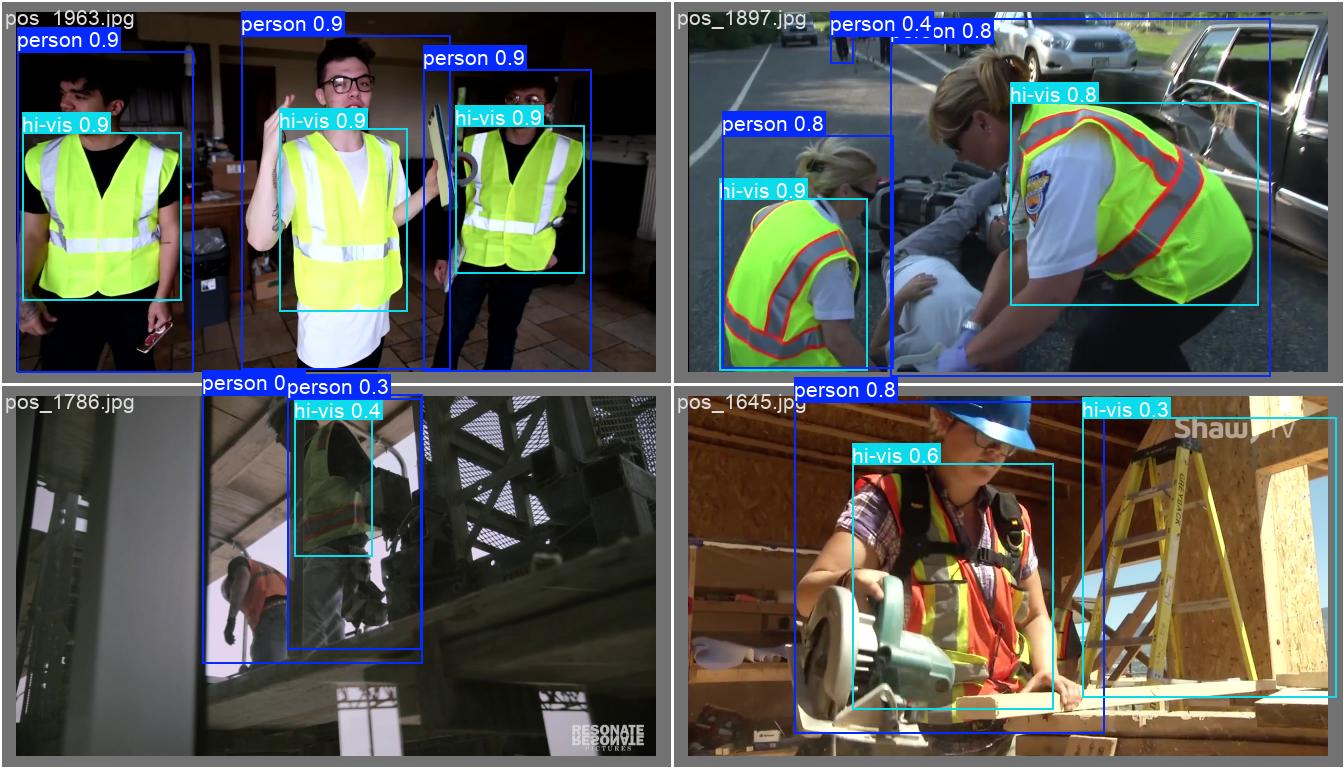 pos_1963.jpg
person 0.9
person 0.9
person 0.9
hi-vis 0.9
hi-vis 0.9
hi-vis 0.9
pos_1897.jpg
person 0.4
on 0.8
person 0.8
hi-vis 0.8
hi-vis 0.9
pos_1786.jpg
person 0
person 0.3
hi-vis 0.4
RESONATE
PICTURES
pos_1645.jpg
person 0.8
hi-vis 0.6
hi-vis 0.3
Shaw TV
GREYBACK